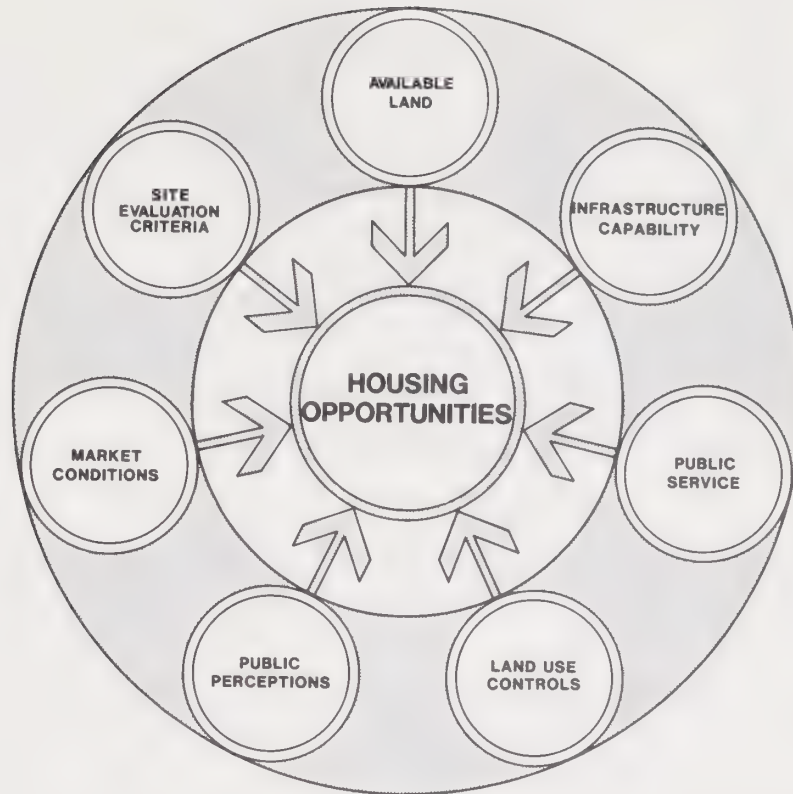 AVAILABLE
LAND
SITE
EVALUATION
CRITERIA
INFRASTRUCTURE
CAPABILITY
HOUSING
OPPORTUNITIES
MARKET
CONDITIONS
PUBLIC
SERVICE
PUBLIC
PERCEPTIONS
LAND USE
CONTROLS